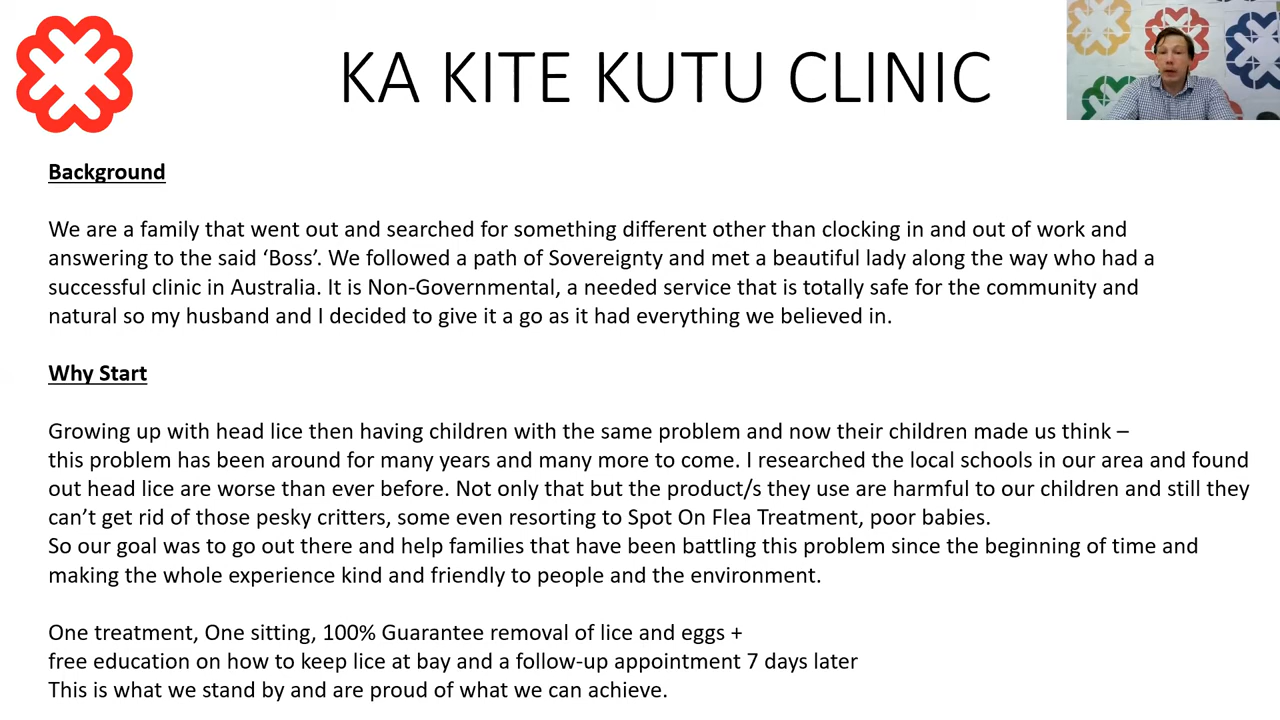 KA KITE KUTU CLINIC
Background
We are a family that went out and searched for something different other than clocking in and out of work and
answering to the said ‘Boss’. We followed a path of Sovereignty and met a beautiful lady along the way who had a
successful clinic in Australia. It is Non-Governmental, a needed service that is totally safe for the community and
natural so my husband and I decided to give it a go as it had everything we believed in.
Why Start
Growing up with head lice then having children with the same problem and now their children made us think –
this problem has been around for many years and many more to come. I researched the local schools in our area and found
out head lice are worse than ever before. Not only that but the product/s they use are harmful to our children and still they
can’t get rid of those pesky critters, some even resorting to Spot On Flea Treatment, poor babies.
So our goal was to go out there and help families that have been battling this problem since the beginning of time and
making the whole experience kind and friendly to people and the environment.
One treatment, One sitting, 100% Guarantee removal of lice and eggs +
free education on how to keep lice at bay and a follow-up appointment 7 days later
This is what we stand by and are proud of what we can achieve.